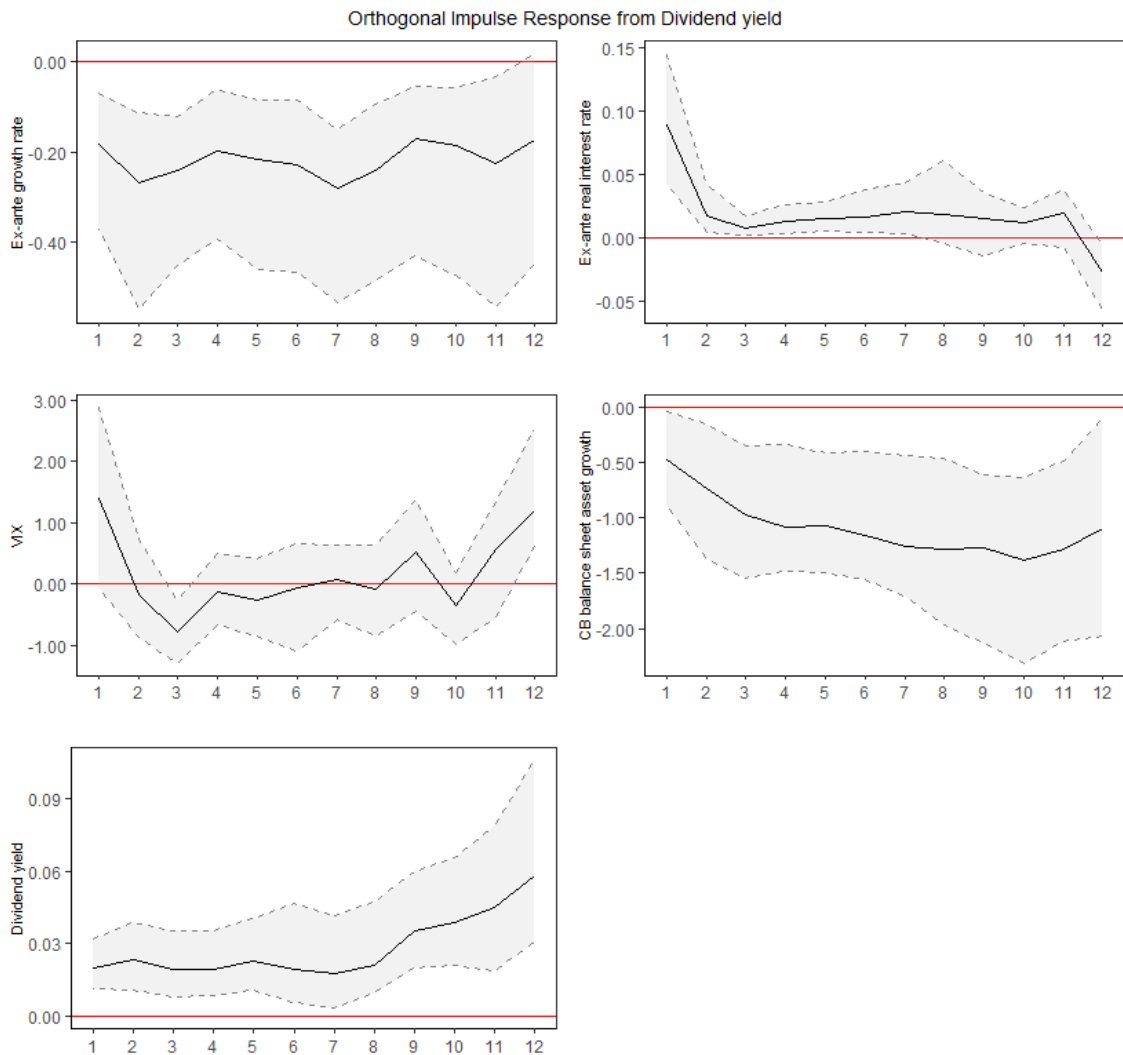 Orthogonal Impulse Response from Dividend yield
Ex-ante growth rate
0.00
-0.20
-0.40
1 2 3 4 5 6 7 8 9 10 11 12
Ex-ante real interest rate
0.15
0.10
0.05
0.00
-0.05
1 2 3 4 5 6 7 8 9 10 11 12
VIX
3.00
2.00
1.00
0.00
-1.00
1 2 3 4 5 6 7 8 9 10 11 12
CB balance sheet asset growth
0.00
-0.50
-1.00
-1.50
-2.00
1 2 3 4 5 6 7 8 9 10 11 12
Dividend yield
0.09
0.06
0.03
0.00
1 2 3 4 5 6 7 8 9 10 11 12